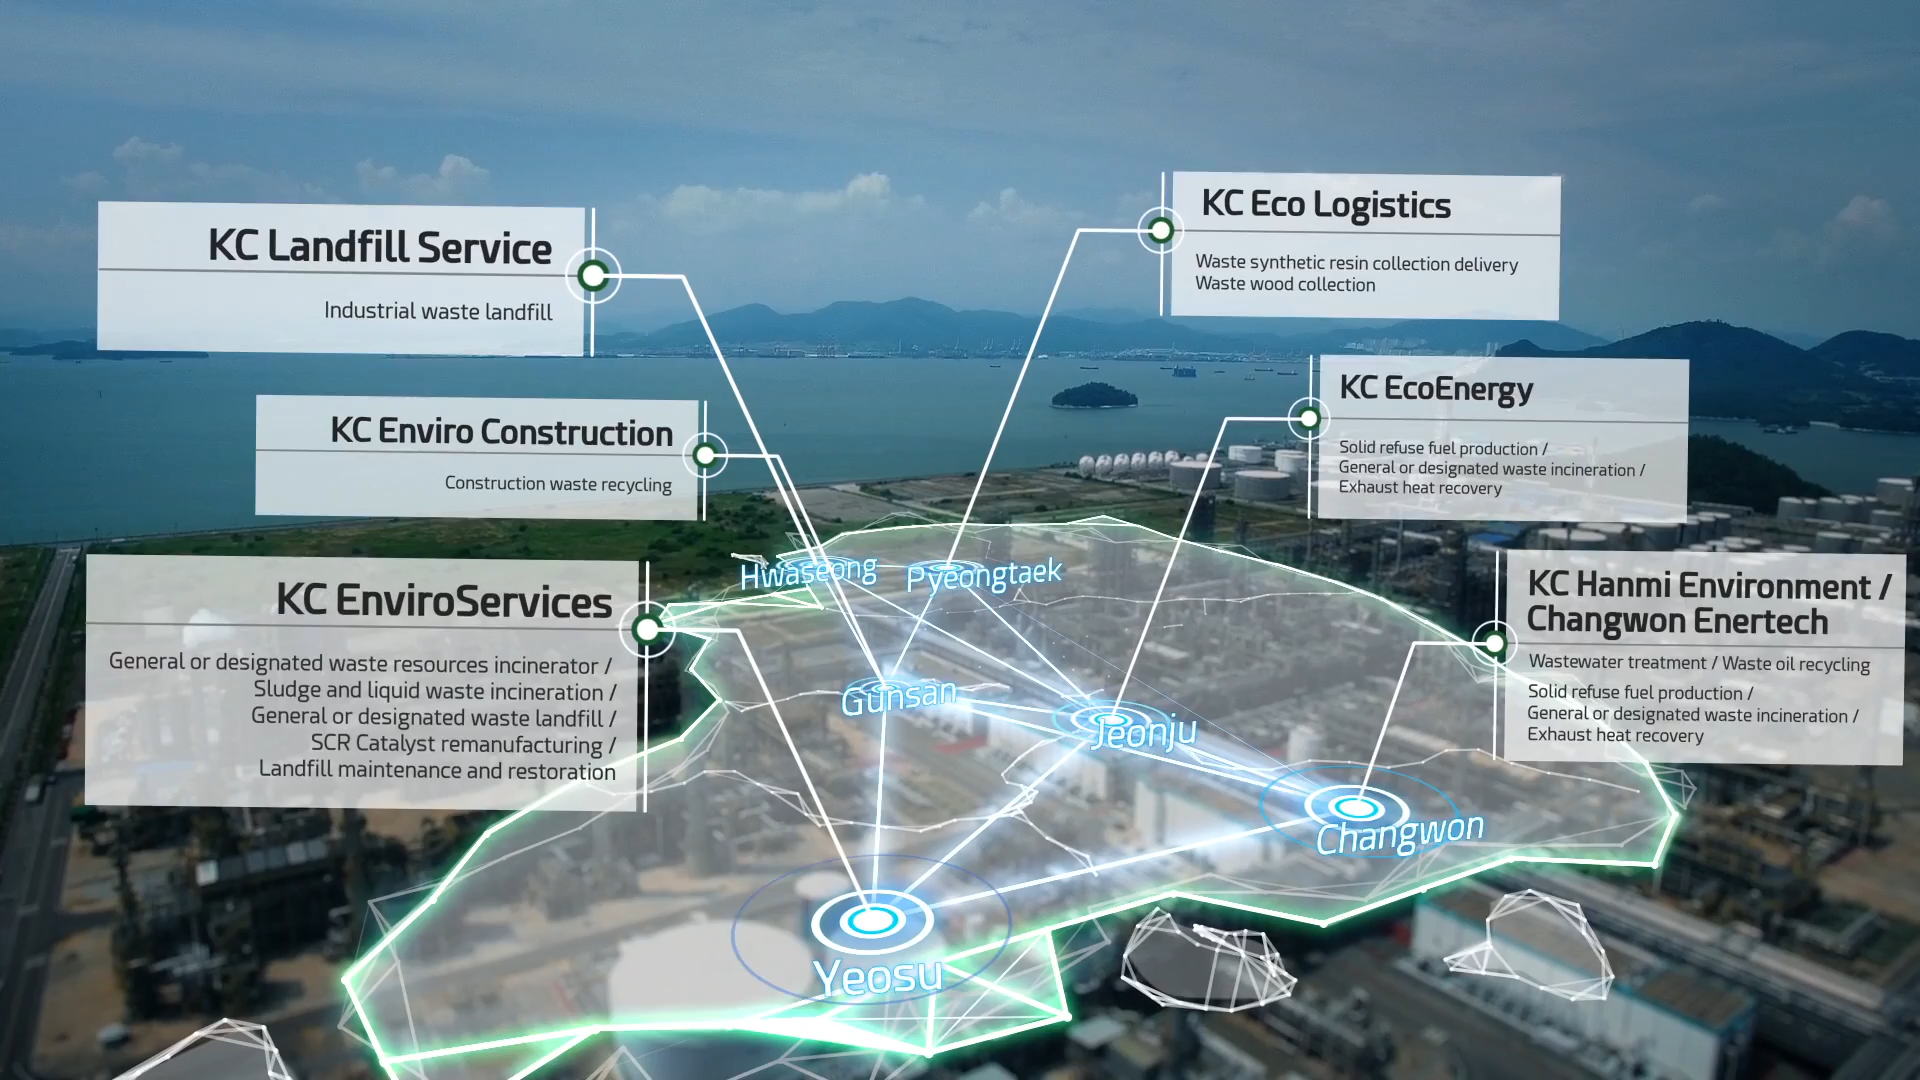 KC Landfill Service
Industrial waste landfill
KC Enviro Construction
Construction waste recycling
KC EnviroServices
General or designated waste resources incinerator /
Sludge and liquid waste incineration /
General or designated waste landfill /
SCR Catalyst remanufacturing /
Landfill maintenance and restoration
KC Eco Logistics
Waste synthetic resin collection delivery
Waste wood collection
KC EcoEnergy
Solid refuse fuel production /
General or designated waste incineration /
Exhaust heat recovery
KC Hanmi Environment /
Changwon Enertech
Wastewater treatment / Waste oil recycling
Solid refuse fuel production /
General or designated waste incineration /
Exhaust heat recovery
Hwaseong
Pyeongtaek
Gunsan
Jeonju
Changwon
Yeosu